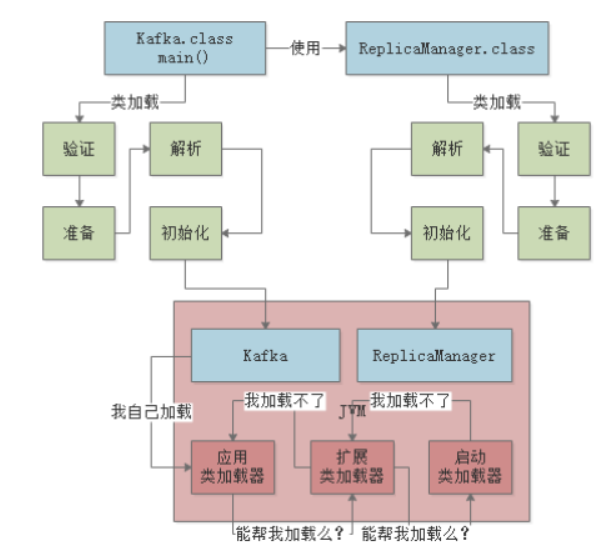 Kafka.class
main()
使用
ReplicaManager.class
类加载
类加载
验证
解析
解析
验证
准备
初始化
初始化
准备
Kafka
ReplicaManager
我加载不了
我加载不了
我自己加载
JVM
应用
类加载器
扩展
类加载器
启动
类加载器
能帮我加载么?
能帮我加载么?